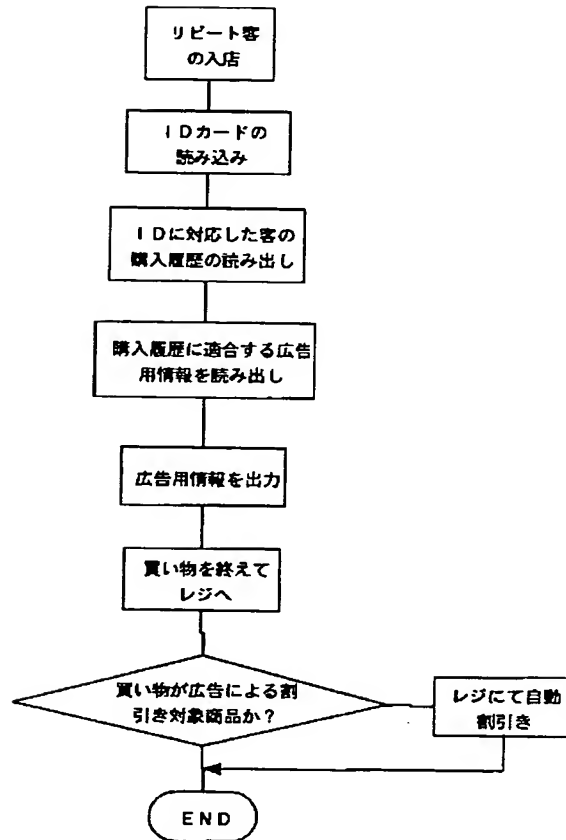 リピート客
の入店
IDカードの
読み込み
IDに対応した客の
購入履歴の読み出し
購入履歴に適合する広告
用情報を読み出し
広告用情報を出力
買い物を終えて
レジへ
買い物が広告による割
引き対象商品か？
レジにて自動
割引き
END